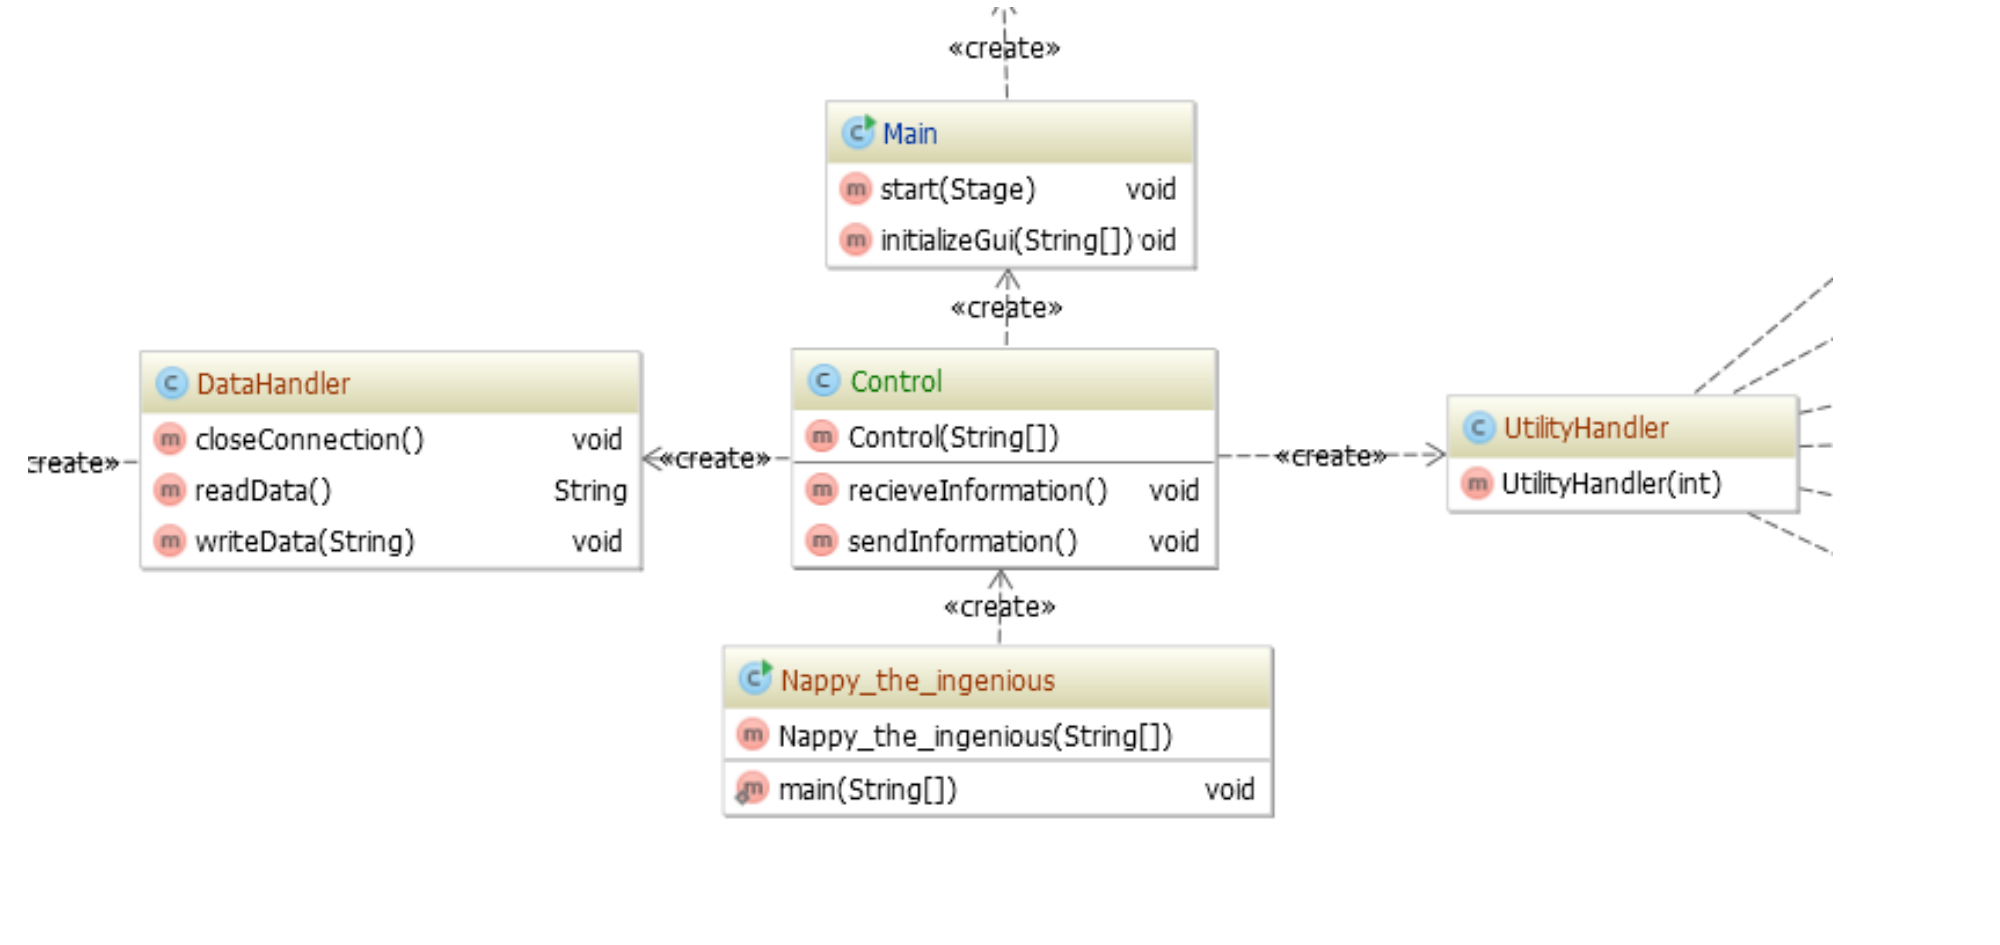 «create»
Main
start(Stage) void
initializeGui(String[]) void
«create»
DataHandler
closeConnection() void
readData() String
writeData(String) void
create»
«create»
Control
Control(String[])
recieveInformation() void
sendInformation() void
«create»
UtilityHandler
UtilityHandler(int)
«create»
Nappy_the_ingenious
Nappy_the_ingenious(String[])
main(String[]) void